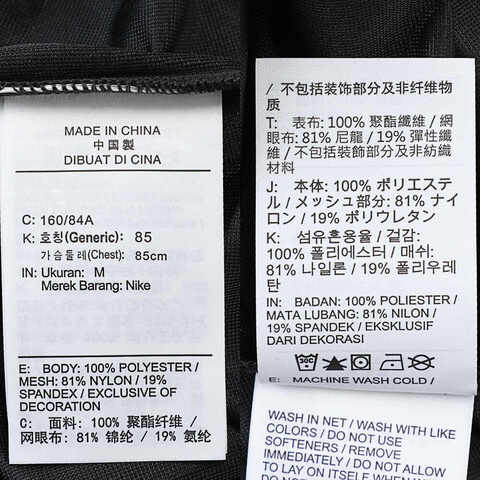 MADE IN CHINA
中国製
DIBUAT DI CINA
C: 160/84A
K: 호칭(Generic): 85
가슴둘레(Chest): 85cm
IN: Ukuran: M
Merek Barang: Nike
E: BODY: 100% POLYESTER /
MESH: 81% NYLON / 19%
SPANDEX / EXCLUSIVE OF
DECORATION
C: 面料: 100% 聚酯纤维 /
网眼布: 81% 锦纶 / 19% 氨纶
/ 不包括装饰部分及非纤维物
质
T: 表布: 100% 聚酯纖維 / 網
眼布: 81% 尼龍 / 19% 彈性纖
維 / 不包括裝飾部分及非紡織
材料
J: 本体: 100% ポリエステ
ル / メッシュ部分: 81% ナイ
ロン / 19% ポリウレタン
K: 섬유혼용율 / 겉감:
100% 폴리에스터 / 매쉬:
81% 나일론 / 19% 폴리우레
탄
IN: BADAN: 100% POLIESTER /
MATA LUBANG: 81% NILON /
19% SPANDEK / EKSKLUSIF
DARI DEKORASI
E: MACHINE WASH COLD /
WASH IN NET / WASH WITH LIKE
COLORS / DO NOT USE
SOFTENERS / REMOVE
IMMEDIATELY / DO NOT ALLOW
TO LAY ON ITSELF WHEN